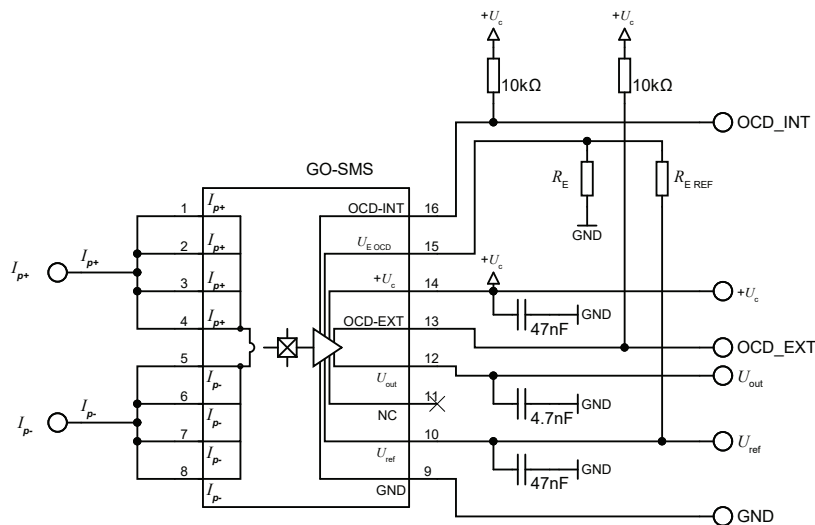 +Uc
+Uc
10kΩ
10kΩ
OCD_INT
GO-SMS
RE
RE REF
1
Ip+
OCD-INT
16
GND
2
Ip+
UE OCD
15
Ip+
Ip+
3
Ip+
+Uc
14
+Uc
+Uc
47nF
GND
4
Ip+
OCD-EXT
13
OCD_EXT
5
Ip-
Uout
12
Uout
6
Ip-
NC
11
4.7nF
GND
Ip-
Ip-
7
Ip-
Uref
10
Uref
47nF
GND
8
Ip-
GND
9
GND